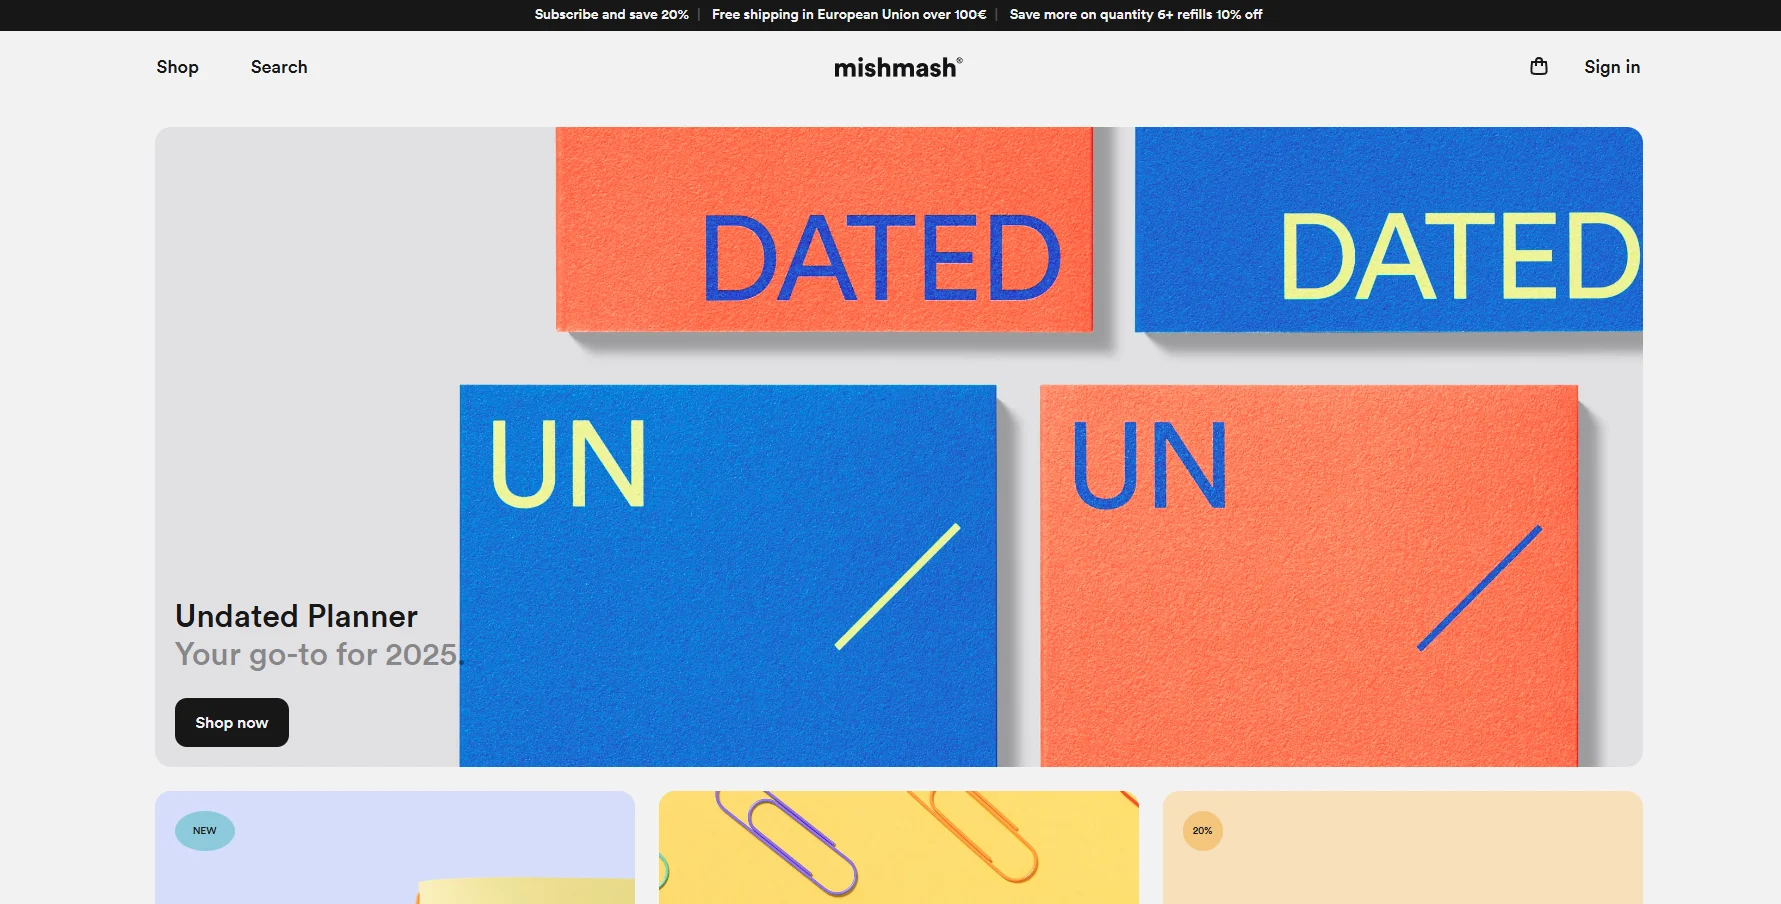 Subscribe and save 20% | Free shipping in European Union over 100€ | Save more on quantity 6+ refills 10% off
Shop Search mishmash® Sign in
DATED DATED
UN UN
/ /
Undated Planner
Your go-to for 2025.
Shop now
NEW 20%